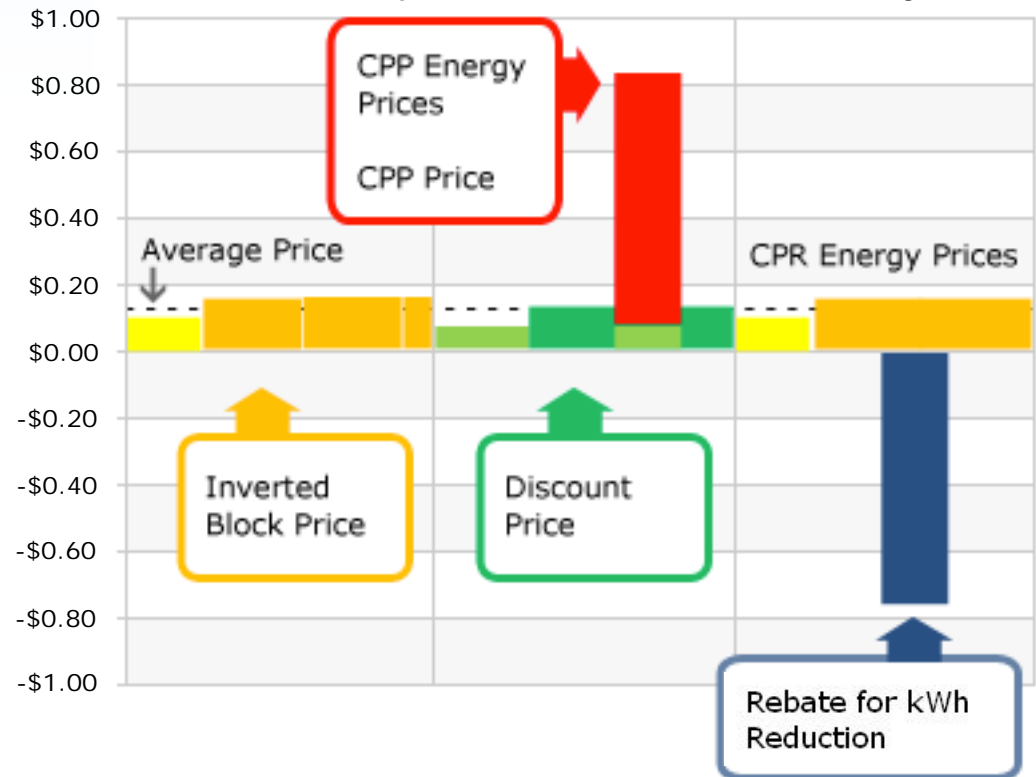 $1.00
$0.80
$0.60
$0.40
$0.20
$0.00
-$0.20
-$0.40
-$0.60
-$0.80
-$1.00
CPP Energy
Prices
CPP Price
Average Price
CPR Energy Prices
Inverted
Block Price
Discount
Price
Rebate for kWh
Reduction